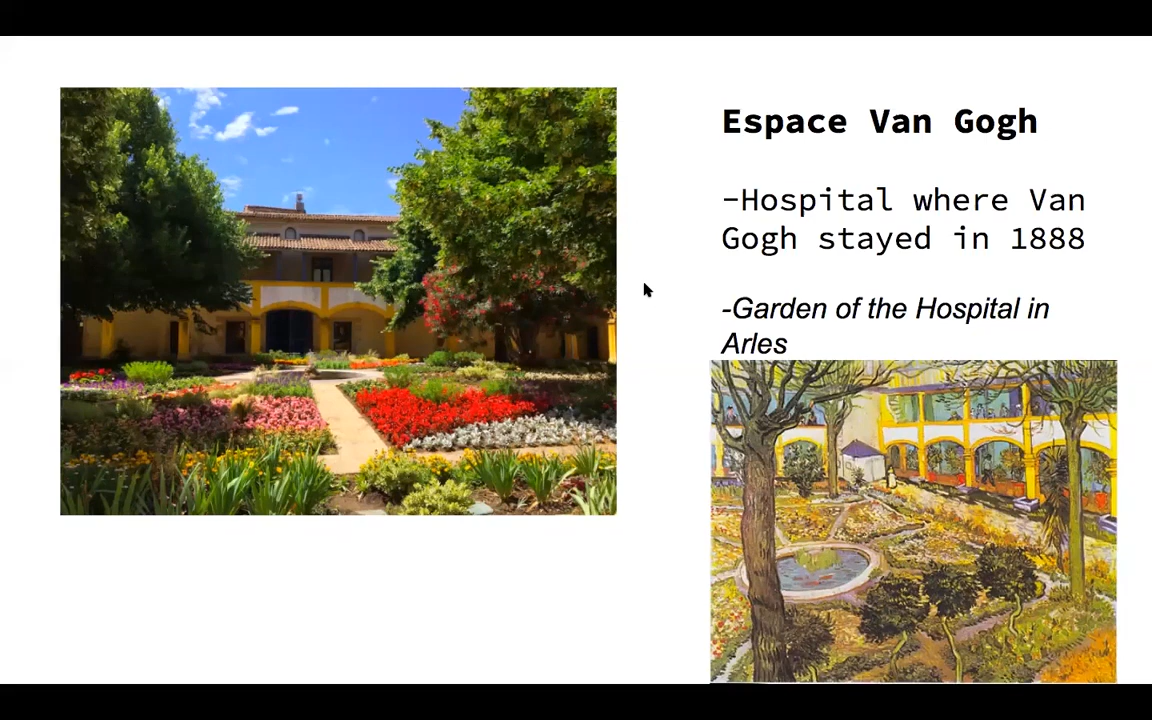 Espace Van Gogh
-Hospital where Van
Gogh stayed in 1888
-Garden of the Hospital in
Arles